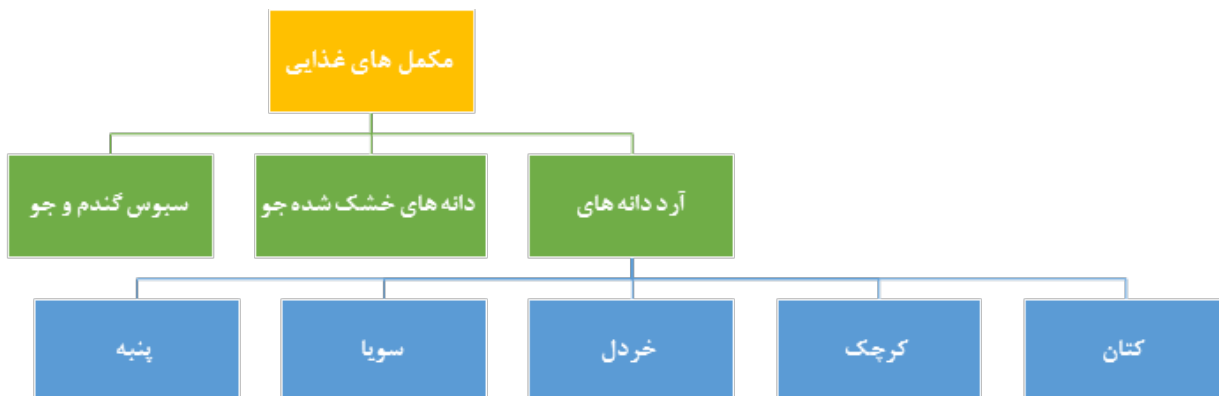 مکمل های غذایی
آرد دانه های
دانه های خشک شده جو
سبوس گندم و جو
کتان
کرچک
خردل
سویا
پنبه